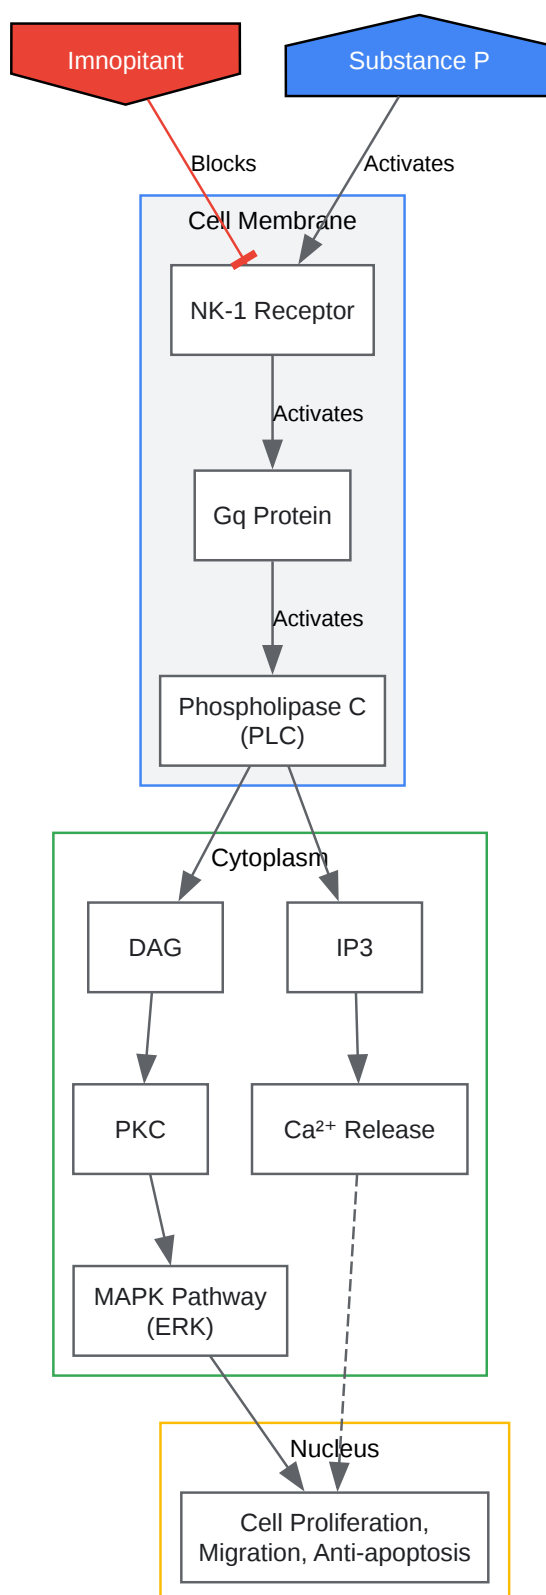 Imnopitant
Substance P
Blocks
Activates
Cell Membrane
NK-1 Receptor
Activates
Gq Protein
Activates
Phospholipase C
(PLC)
Cytoplasm
DAG
IP3
PKC
Ca²⁺ Release
MAPK Pathway
(ERK)
Nucleus
Cell Proliferation,
Migration, Anti-apoptosis